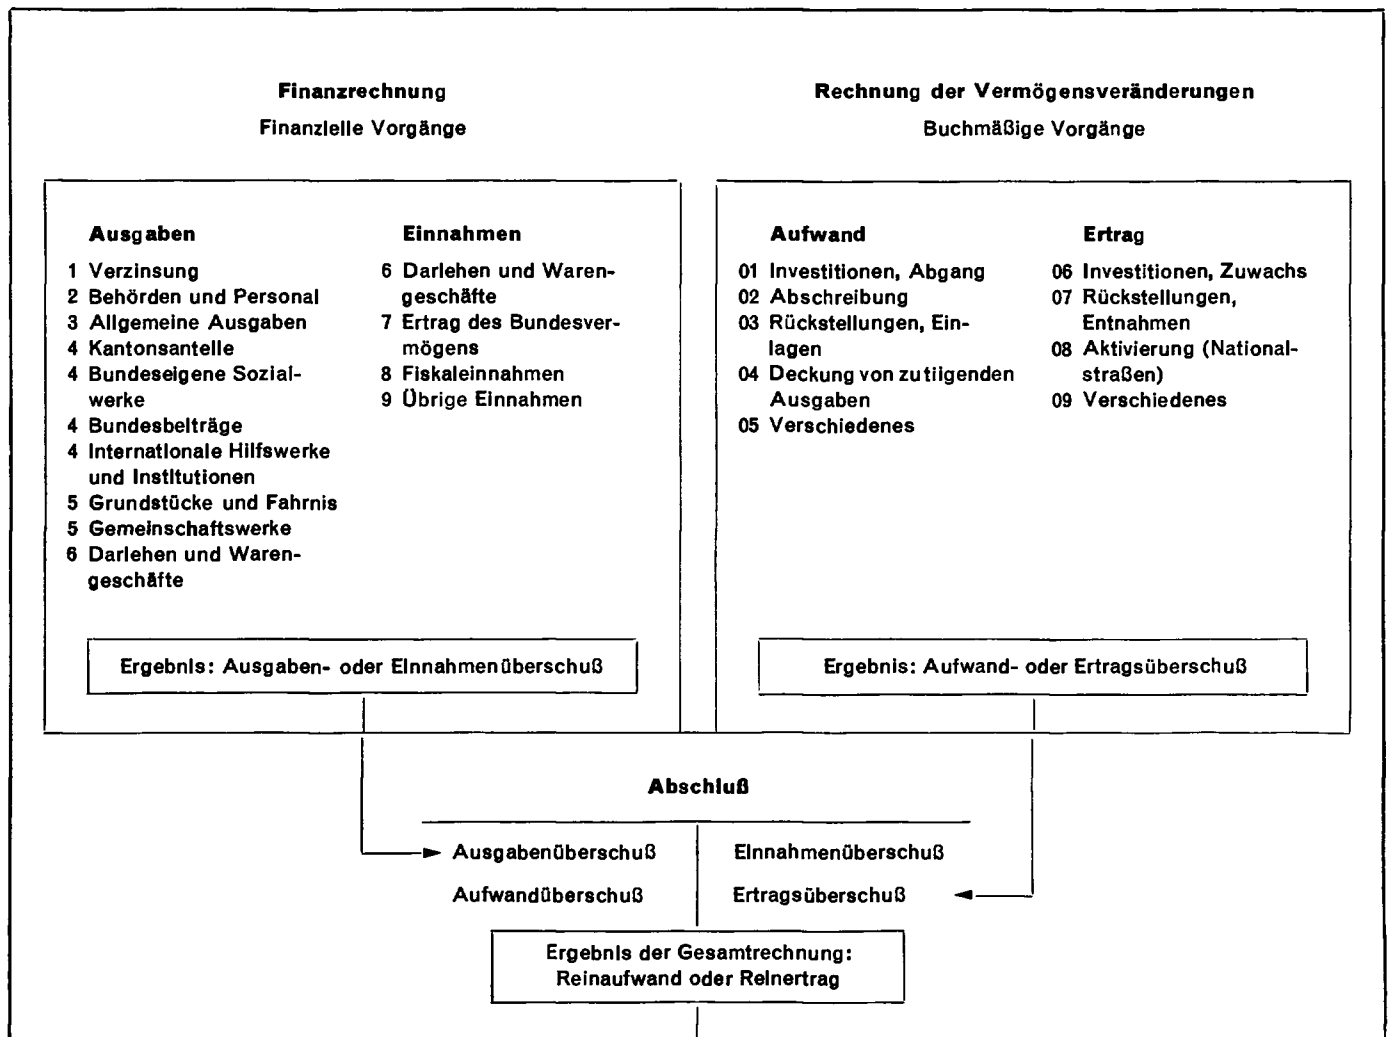 Finanzrechnung
Finanzielle Vorgänge
Ausgaben
1 Verzinsung
2 Behörden und Personal
3 Allgemeine Ausgaben
4 Kantonsanteile
4 Bundeseigene Sozial-
werke
4 Bundesbeiträge
4 Internationale Hilfswerke
und Institutionen
5 Grundstücke und Fahrnis
5 Gemeinschaftswerke
6 Darlehen und Waren-
geschäfte
Einnahmen
6 Darlehen und Waren-
geschäfte
7 Ertrag des Bundesver-
mögens
8 Fiskaleinnahmen
9 Übrige Einnahmen
Ergebnis: Ausgaben- oder Einnahmenüberschuß
Rechnung der Vermögensveränderungen
Buchmäßige Vorgänge
Aufwand
01 Investitionen, Abgang
02 Abschreibung
03 Rückstellungen, Ein-
lagen
04 Deckung von zu tilgenden
Ausgaben
05 Verschiedenes
Ertrag
06 Investitionen, Zuwachs
07 Rückstellungen,
Entnahmen
08 Aktivierung (National-
straßen)
09 Verschiedenes
Ergebnis: Aufwand- oder Ertragsüberschuß
Abschluß
Ausgabenüberschuß
Einnahmenüberschuß
Aufwandüberschuß
Ertragsüberschuß
Ergebnis der Gesamtrechnung:
Reinaufwand oder Reinertrag